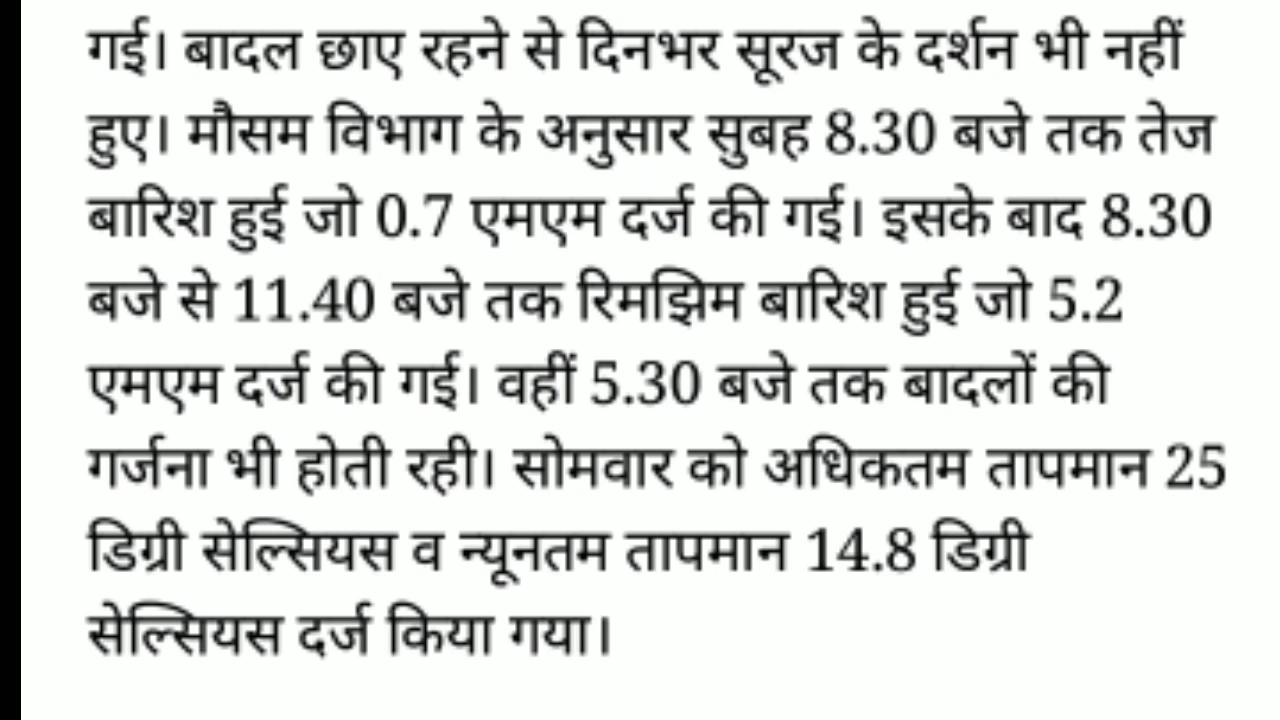 गई। बादल छाए रहने से दिनभर सूरज के दर्शन भी नहीं
हुए। मौसम विभाग के अनुसार सुबह 8.30 बजे तक तेज
बारिश हुई जो 0.7 एमएम दर्ज की गई। इसके बाद 8.30
बजे से 11.40 बजे तक रिमझिम बारिश हुई जो 5.2
एमएम दर्ज की गई। वहीं 5.30 बजे तक बादलों की
गर्जना भी होती रही। सोमवार को अधिकतम तापमान 25
डिग्री सेल्सियस व न्यूनतम तापमान 14.8 डिग्री
सेल्सियस दर्ज किया गया।